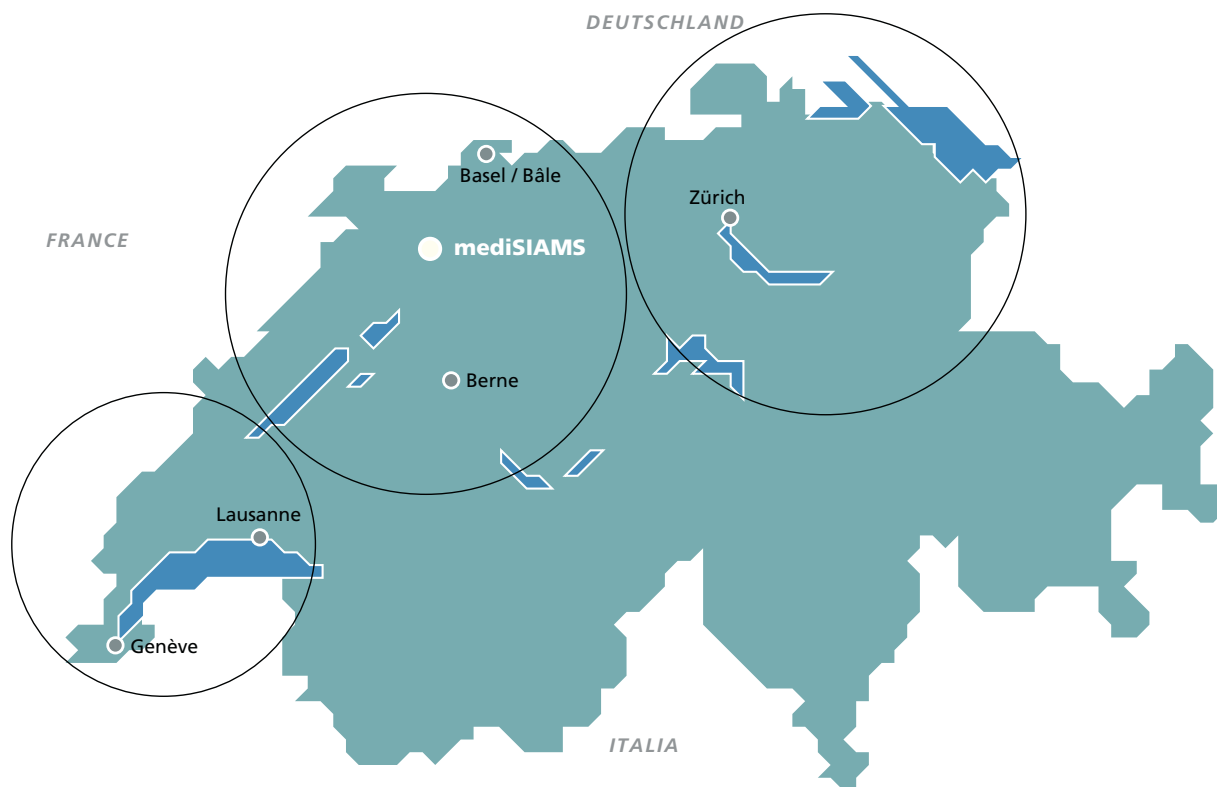 DEUTSCHLAND
Basel / Bâle
Zürich
FRANCE
mediSIAMS
Berne
Lausanne
Genève
ITALIA